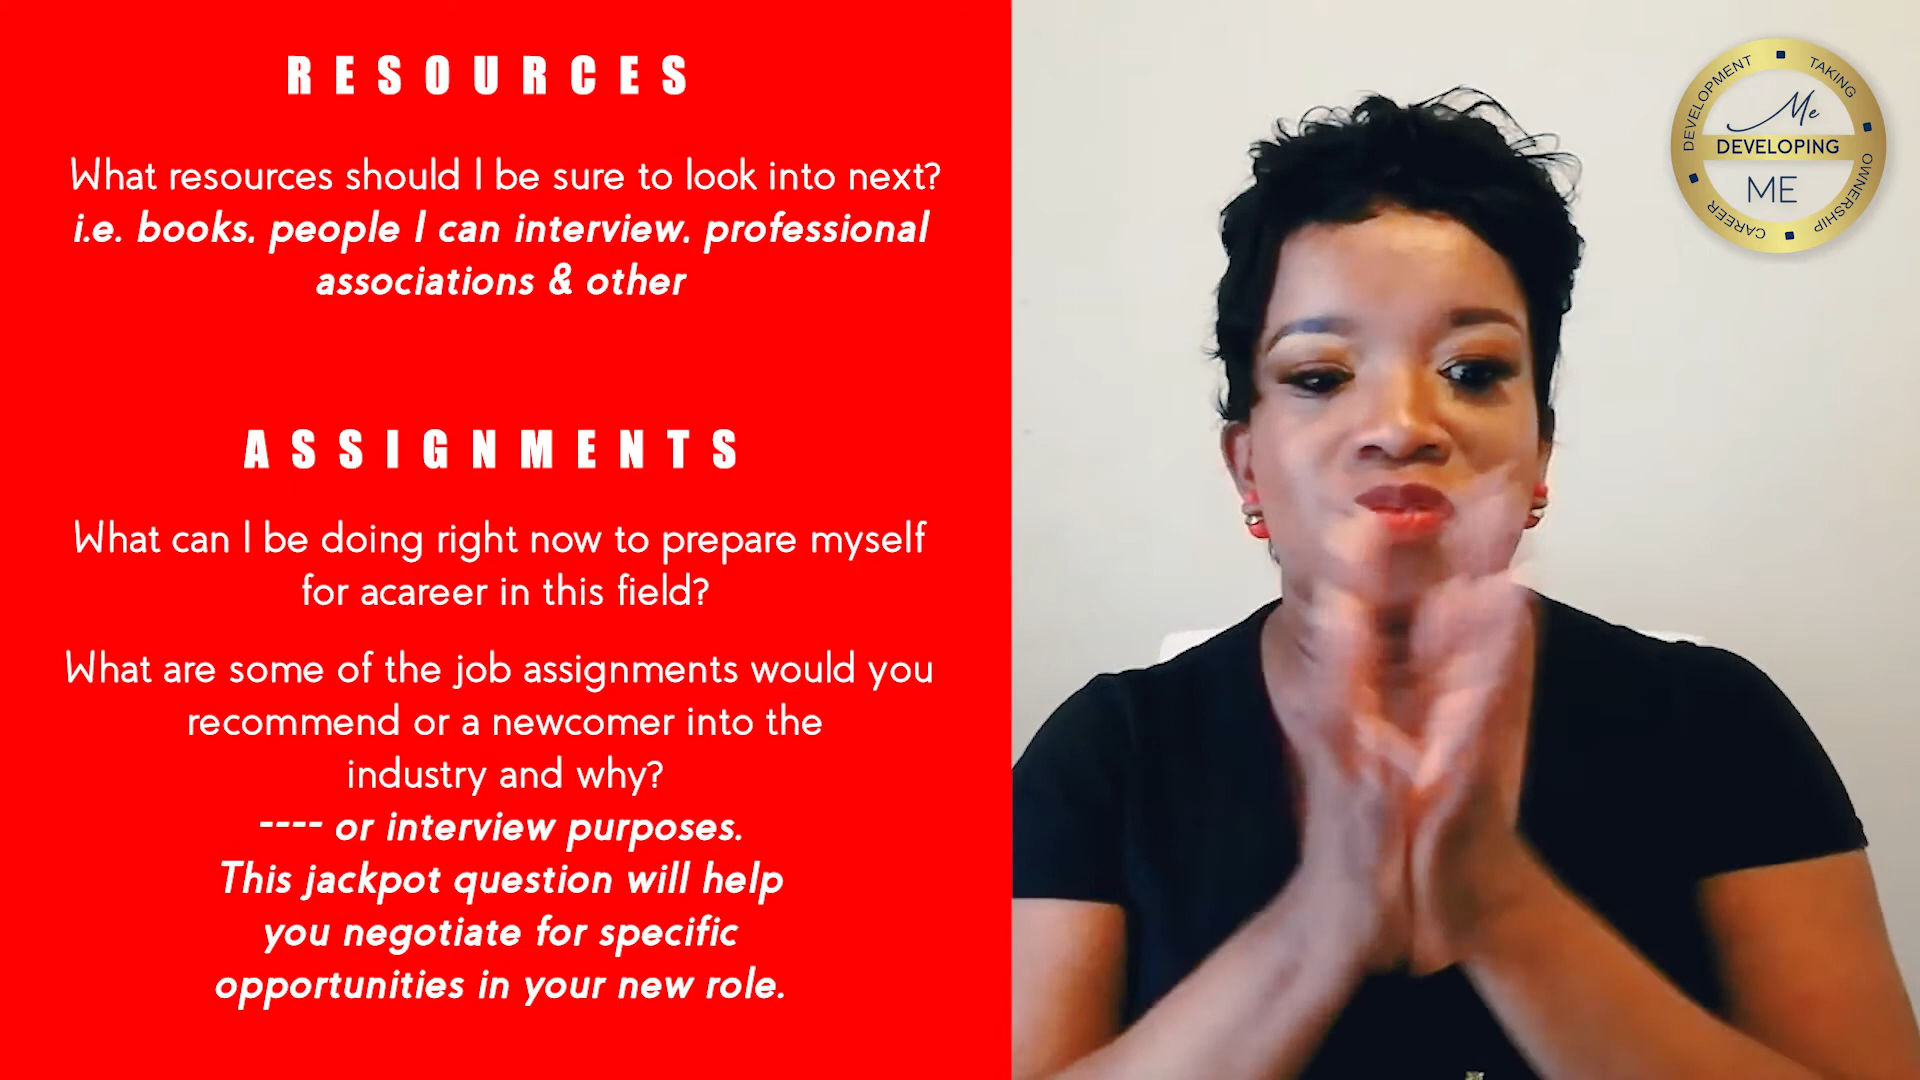 RESOURCES
What resources should I be sure to look into next?
i.e. books, people I can interview, professional
associations & other
ASSIGNMENTS
What can I be doing right now to prepare myself
for acareer in this field?
What are some of the job assignments would you
recommend or a newcomer into the
industry and why?
---- or interview purposes.
This jackpot question will help
you negotiate for specific
opportunities in your new role.
DEVELOPMENT TAKING OWNERSHIP CAREER
Me
DEVELOPING
ME